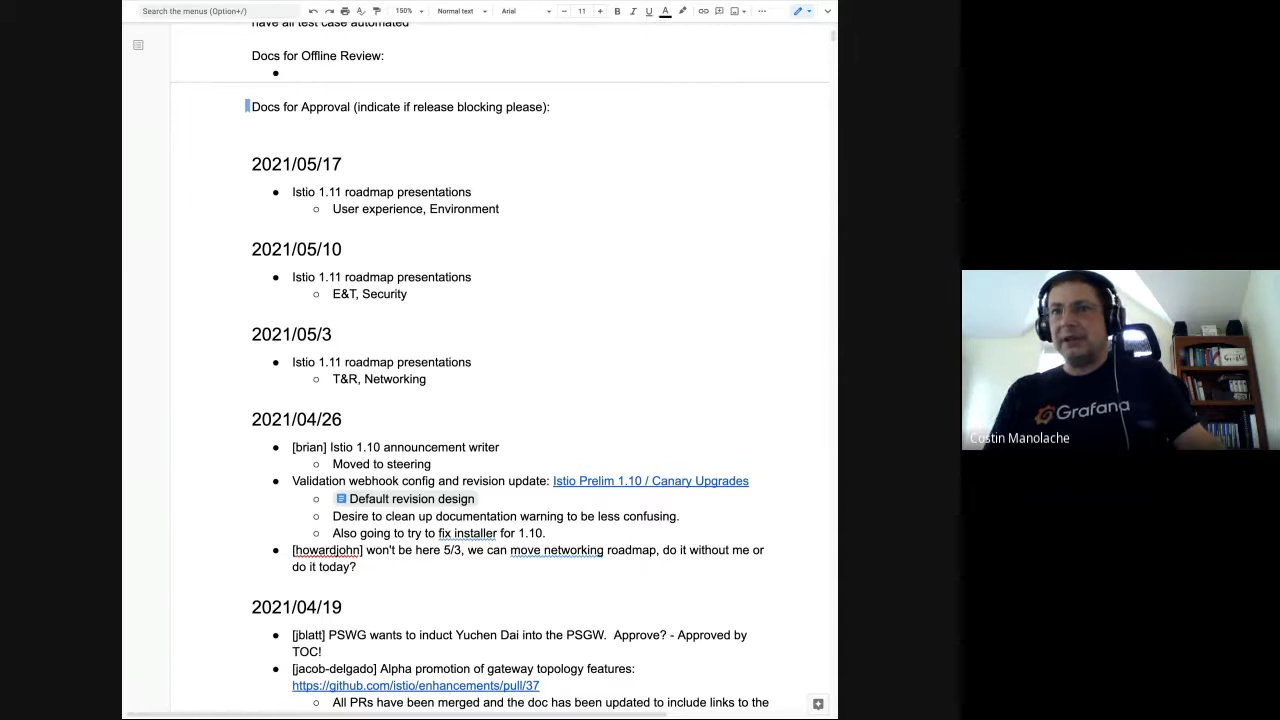 Search the menus (Option+/)
150%
Normal text
Arial
11
B
I
U
A
have all test case automated
Docs for Offline Review:
Docs for Approval (indicate if release blocking please):
2021/05/17
Istio 1.11 roadmap presentations
User experience, Environment
2021/05/10
Istio 1.11 roadmap presentations
E&T, Security
2021/05/3
Istio 1.11 roadmap presentations
T&R, Networking
2021/04/26
[brian] Istio 1.10 announcement writer
Moved to steering
Validation webhook config and revision update: Istio Prelim 1.10 / Canary Upgrades
Default revision design
Desire to clean up documentation warning to be less confusing.
Also going to try to fix installer for 1.10.
[howardjohn] won't be here 5/3, we can move networking roadmap, do it without me or
do it today?
2021/04/19
[jblatt] PSWG wants to induct Yuchen Dai into the PSGW. Approve? - Approved by
TOC!
[jacob-delgado] Alpha promotion of gateway topology features:
https://github.com/istio/enhancements/pull/37
All PRs have been merged and the doc has been updated to include links to the
Grafana
Costin Manolache